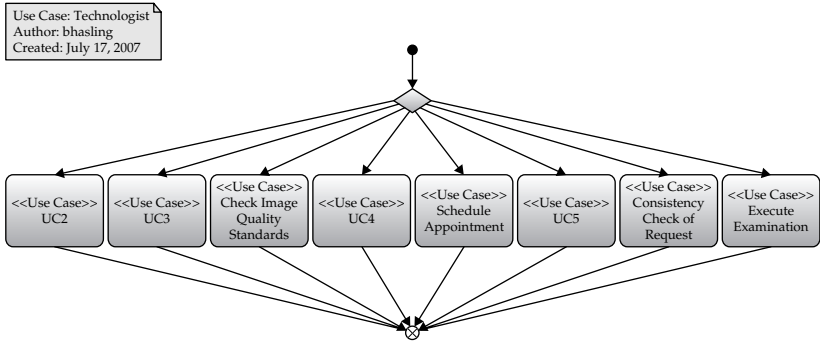 Use Case: Technologist
Author: bhasling
Created: July 17, 2007
<<Use Case>>
UC2
<<Use Case>>
UC3
<<Use Case>>
Check Image
Quality
Standards
<<Use Case>>
UC4
<<Use Case>>
Schedule
Appointment
<<Use Case>>
UC5
<<Use Case>>
Consistency
Check of
Request
<<Use Case>>
Execute
Examination